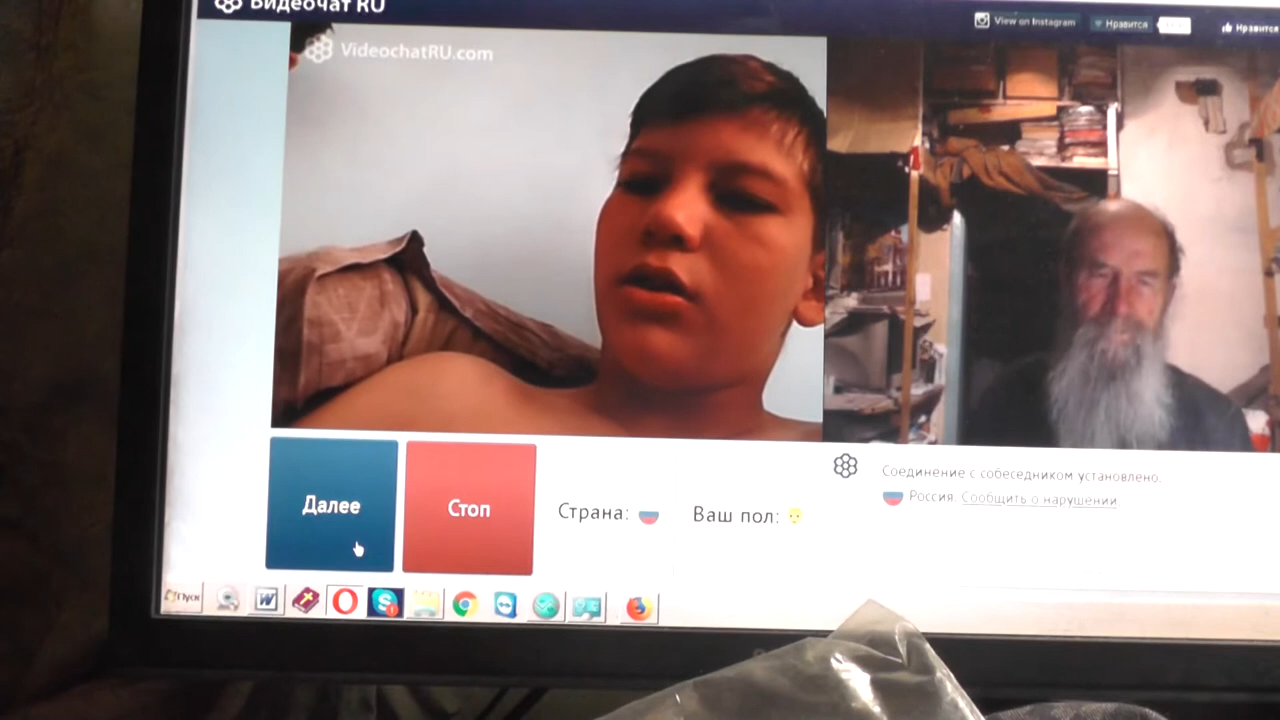 Видеочат RU
View on Instagram
Нравится
Нравится
VideochatRU.com
Далее
Стоп
Страна:
Ваш пол:
Соединение с собеседником установлено.
Россия. Сообщить о нарушении.
Пуск